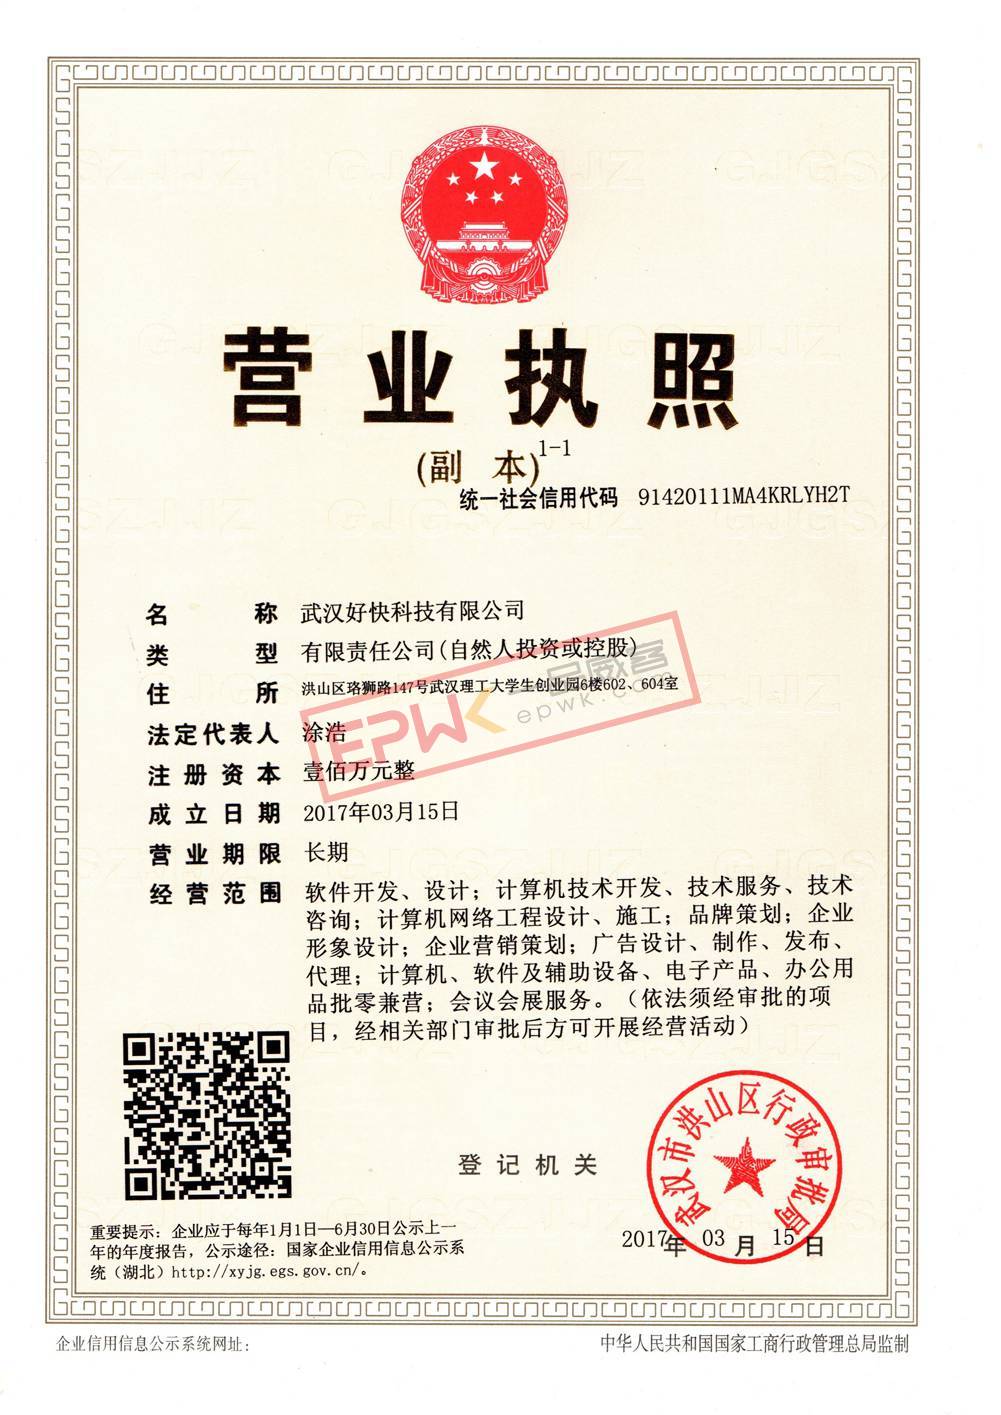 营业执照
(副 本) 1-1
统一社会信用代码 91420111MA4KRLYH2T
名 称 武汉好快科技有限公司
类 型 有限责任公司(自然人投资或控股)
住 所 洪山区珞狮路147号武汉理工大学生创业园6楼602、604室
法定代表人 涂浩
注册资本 壹佰万元整
成立日期 2017年03月15日
营业期限 长期
经营范围 软件开发、设计；计算机技术开发、技术服务、技术
咨询；计算机网络工程设计、施工；品牌策划；企业
形象设计；企业营销策划；广告设计、制作、发布、
代理；计算机、软件及辅助设备、电子产品、办公用
品批零兼营；会议会展服务。（依法须经审批的项
目，经相关部门审批后方可开展经营活动）
EPWK 一品威客
epwk.com
登记机关
武汉市洪山区行政审批局
2017年 03月 15日
重要提示：企业应于每年1月1日—6月30日公示上一
年的年度报告，公示途径：国家企业信用信息公示系
统（湖北）http://xyjg.egs.gov.cn/。
企业信用信息公示系统网址：
中华人民共和国国家工商行政管理总局监制